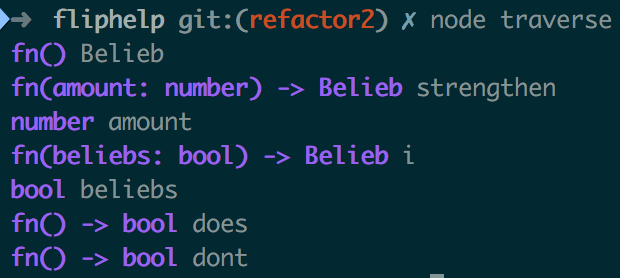 ➜ fliphelp git:(refactor2) ✗ node traverse
fn() Belieb
fn(amount: number) -> Belieb strengthen
number amount
fn(beliebs: bool) -> Belieb i
bool beliebs
fn() -> bool does
fn() -> bool dont